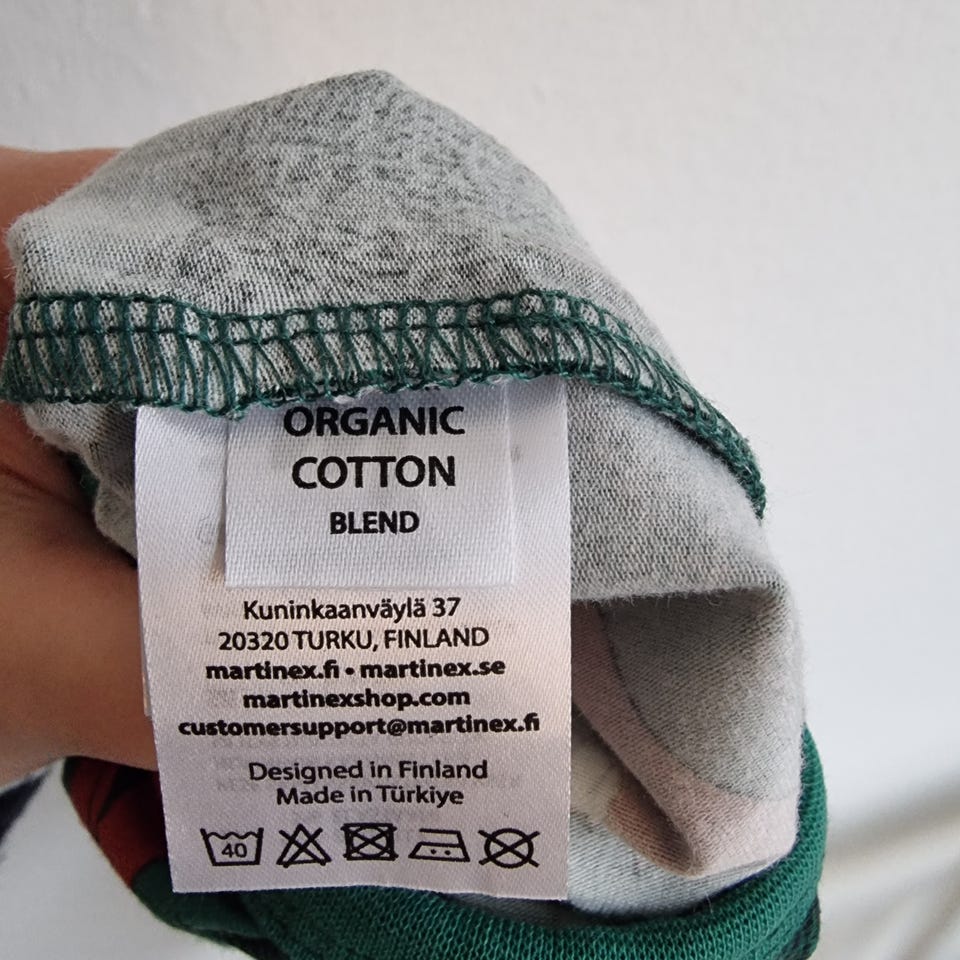 ORGANIC
COTTON
BLEND
Kuninkaanväylä 37
20320 TURKU, FINLAND
martinex.fi • martinex.se
martinexshop.com
customersupport@martinex.fi
Designed in Finland
Made in Türkiye
40